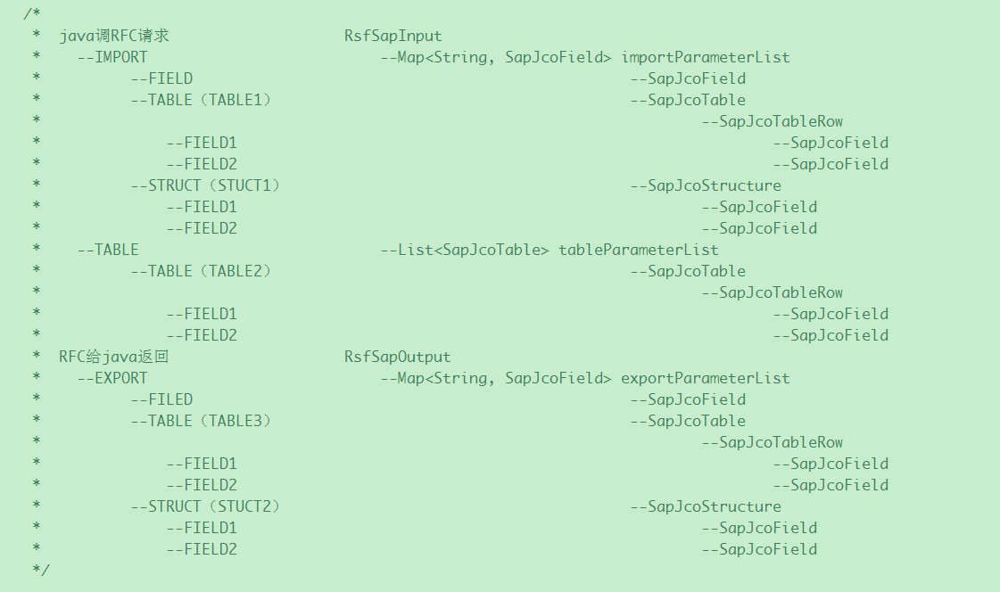 /*
*  java调RFC请求                    RsfSapInput
*    --IMPORT                          --Map<String, SapJcoField> importParameterList
*          --FIELD                                                 --SapJcoField
*          --TABLE（TABLE1）                                        --SapJcoTable
*                                                                          --SapJcoTableRow
*              --FIELD1                                                            --SapJcoField
*              --FIELD2                                                            --SapJcoField
*          --STRUCT（STUCT1）                                       --SapJcoStructure
*              --FIELD1                                                    --SapJcoField
*              --FIELD2                                                    --SapJcoField
*    --TABLE                           --List<SapJcoTable> tableParameterList
*          --TABLE（TABLE2）                                        --SapJcoTable
*                                                                          --SapJcoTableRow
*              --FIELD1                                                            --SapJcoField
*              --FIELD2                                                            --SapJcoField
*  RFC给java返回                    RsfSapOutput
*    --EXPORT                          --Map<String, SapJcoField> exportParameterList
*          --FILED                                                 --SapJcoField
*          --TABLE（TABLE3）                                        --SapJcoTable
*                                                                          --SapJcoTableRow
*              --FIELD1                                                            --SapJcoField
*              --FIELD2                                                            --SapJcoField
*          --STRUCT（STUCT2）                                       --SapJcoStructure
*              --FIELD1                                                    --SapJcoField
*              --FIELD2                                                    --SapJcoField
*/